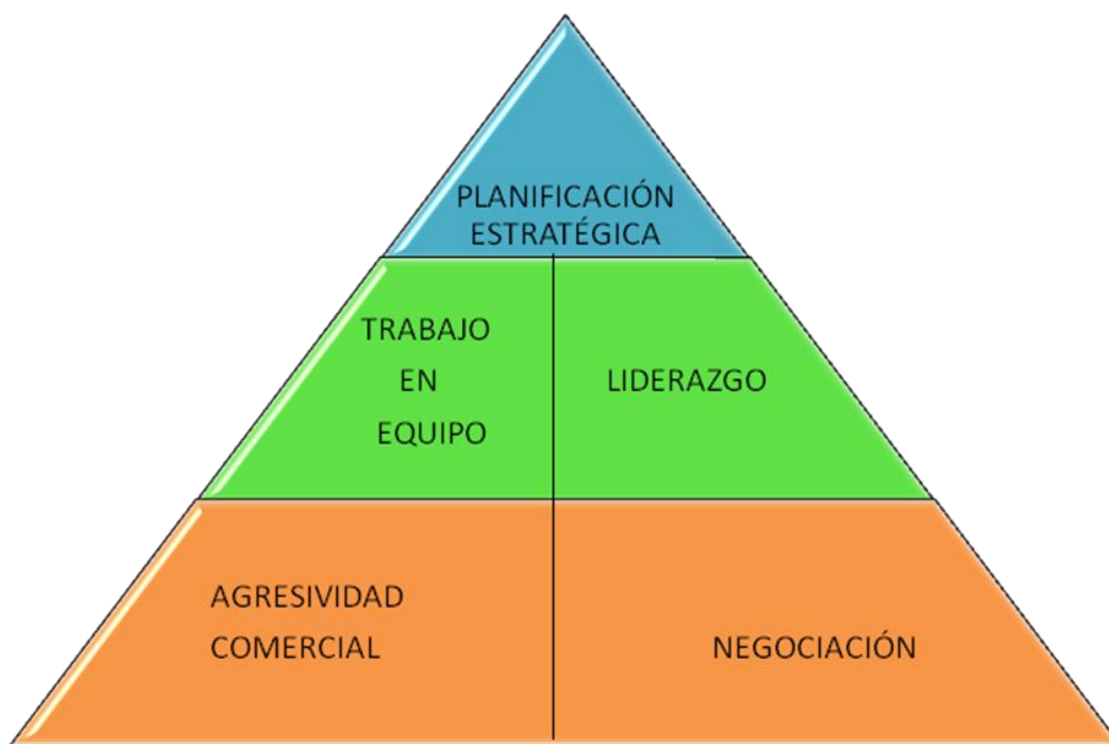 PLANIFICACIÓN
ESTRATÉGICA
TRABAJO
EN
EQUIPO
LIDERAZGO
AGRESIVIDAD
COMERCIAL
NEGOCIACIÓN